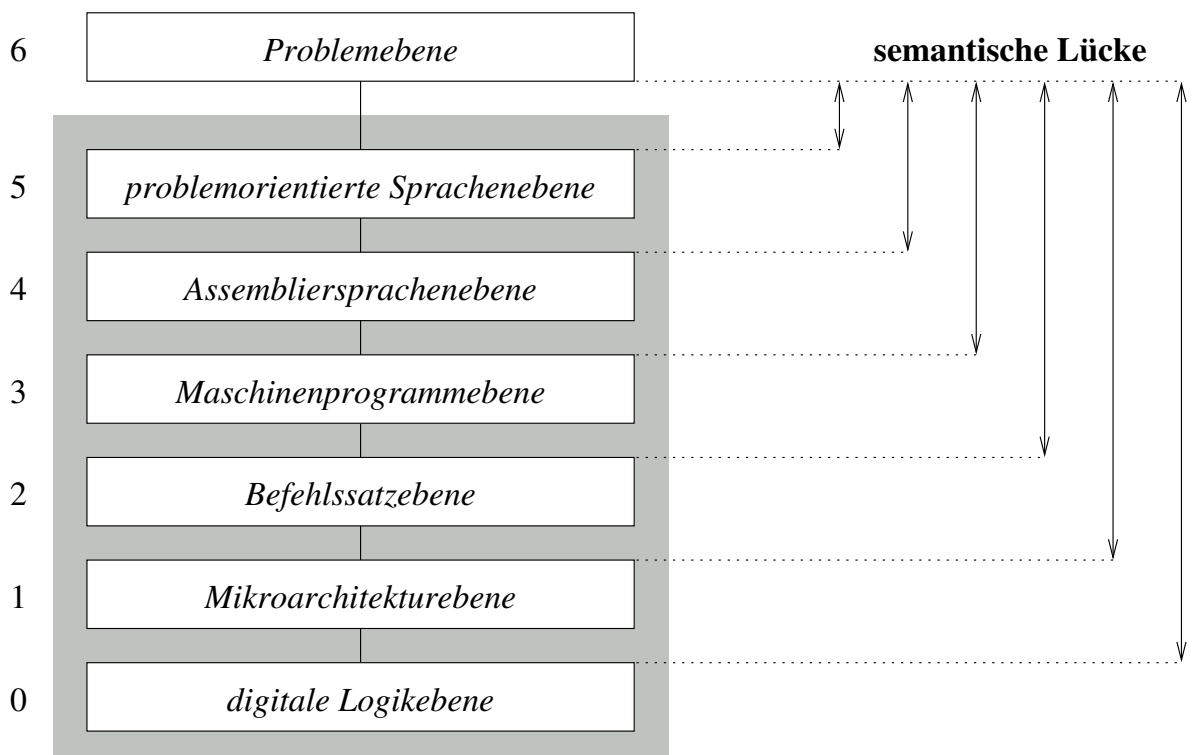 6 Problemebene semantische Lücke
5 problemorientierte Sprachenebene
4 Assembliersprachenebene
3 Maschinenprogrammebene
2 Befehlssatzebene
1 Mikroarchitekturebene
0 digitale Logikebene